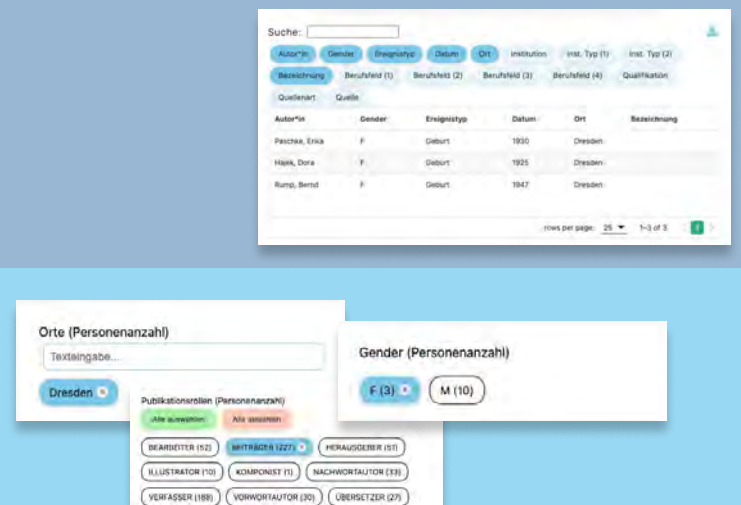 Suche:
Autor*in Gender Ereignistyp Datum Ort Institution Inst. Typ (1) Inst. Typ (2)
Bezeichnung Berufsfeld (1) Berufsfeld (2) Berufsfeld (3) Berufsfeld (4) Qualifikation
Quellenart Quelle
Autor*in Gender Ereignistyp Datum Ort Bezeichnung
Paschke, Erika F Geburt 1930 Dresden
Hajek, Dora F Geburt 1925 Dresden
Rump, Bernd F Geburt 1947 Dresden
rows per page: 25 1-3 of 3 1
Orte (Personenanzahl)
Texteingabe...
Dresden
Gender (Personenanzahl)
F (3) M (10)
Publikationsrollen (Personenanzahl)
Alle auswählen Alle abwählen
BEARBEITER (52) BEITRÄGER (227) HERAUSGEBER (57)
ILLUSTRATOR (10) KOMPONIST (1) NACHWORTAUTOR (33)
VERFASSER (188) VORWORTAUTOR (30) ÜBERSETZER (27)